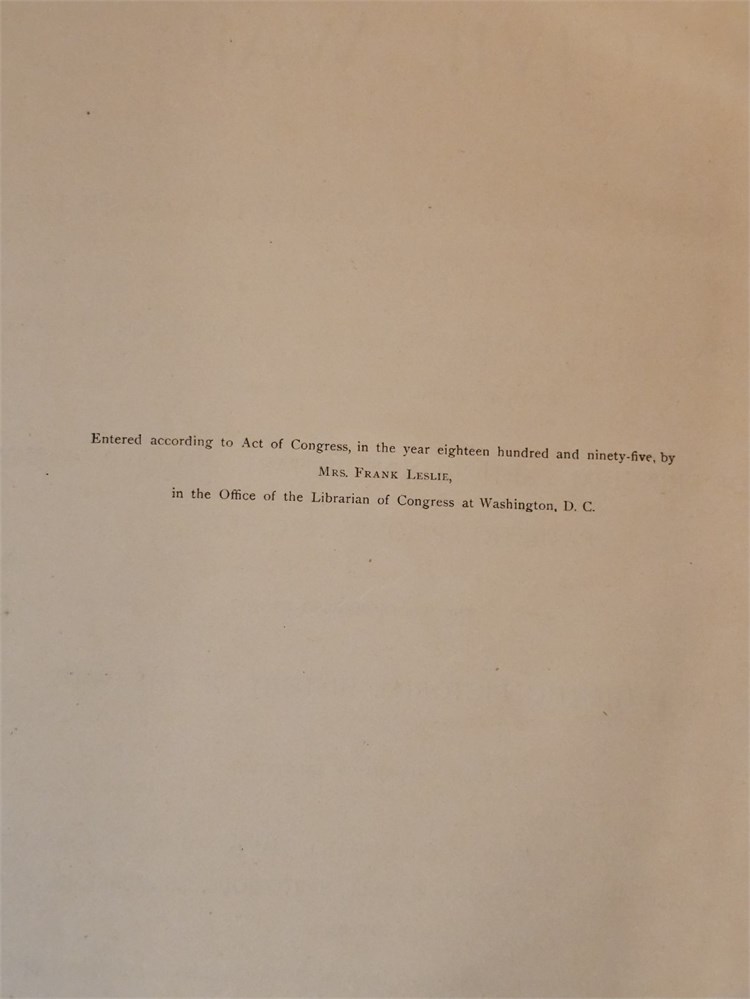 Entered according to Act of Congress, in the year eighteen hundred and ninety-five, by
Mrs. Frank Leslie,
in the Office of the Librarian of Congress at Washington, D. C.